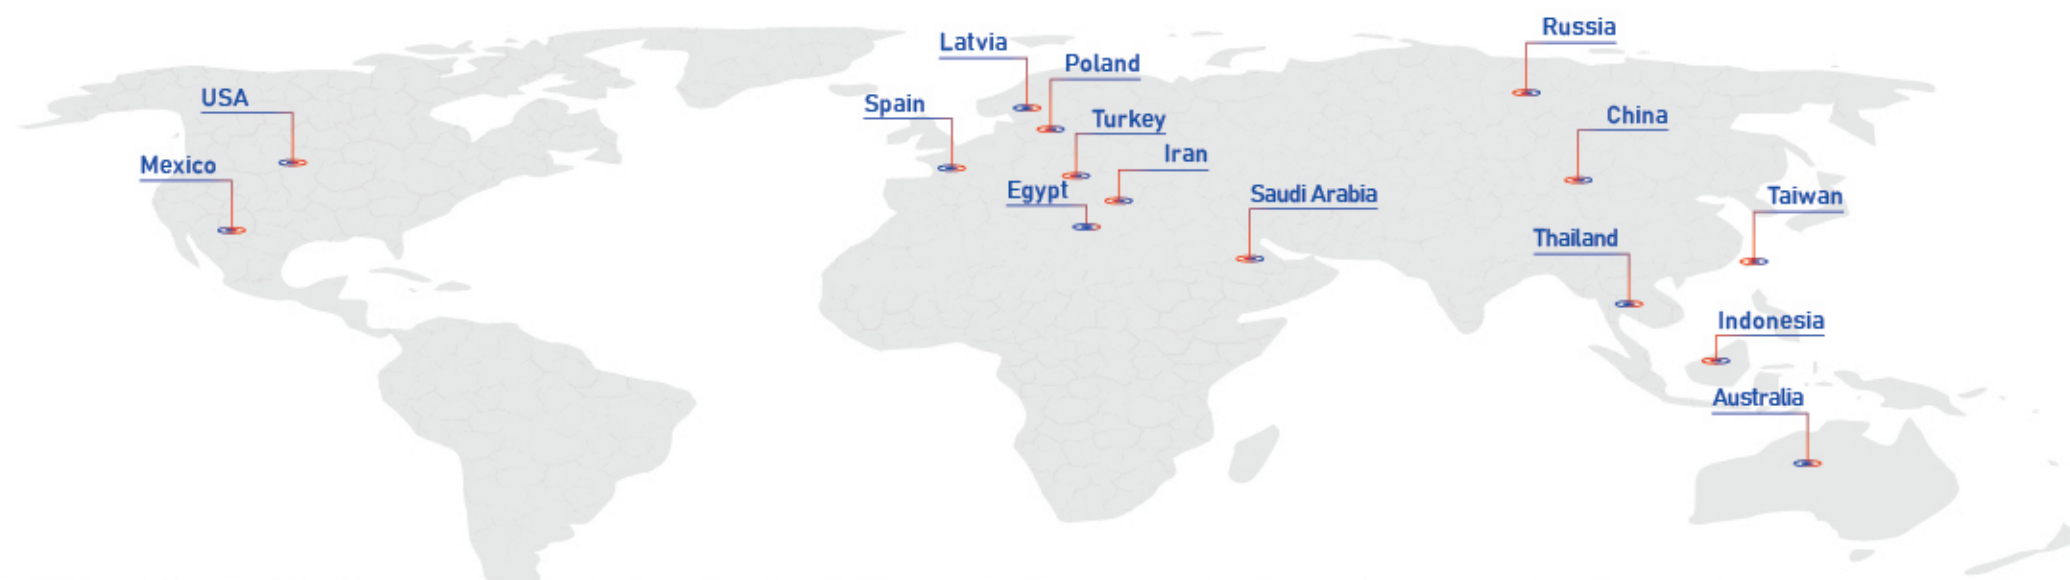 Russia
Latvia
Poland
USA
Spain
Turkey
China
Mexico
Iran
Egypt
Saudi Arabia
Taiwan
Thailand
Indonesia
Australia